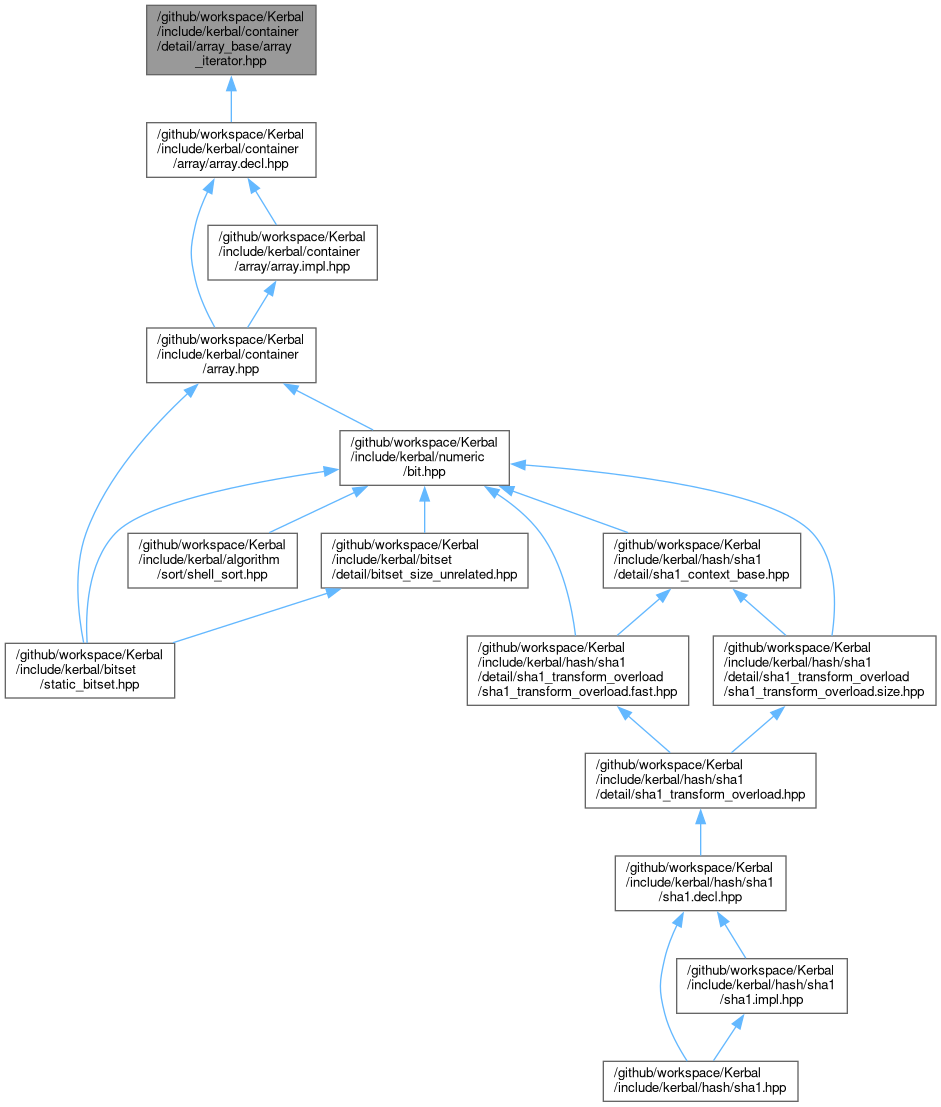 /github/workspace/Kerbal
/include/kerbal/container
/detail/array_base/array
_iterator.hpp
/github/workspace/Kerbal
/include/kerbal/container
/array/array.decl.hpp
/github/workspace/Kerbal
/include/kerbal/container
/array/array.impl.hpp
/github/workspace/Kerbal
/include/kerbal/container
/array.hpp
/github/workspace/Kerbal
/include/kerbal/numeric
/bit.hpp
/github/workspace/Kerbal
/include/kerbal/algorithm
/sort/shell_sort.hpp
/github/workspace/Kerbal
/include/kerbal/bitset
/detail/bitset_size_unrelated.hpp
/github/workspace/Kerbal
/include/kerbal/hash/sha1
/detail/sha1_context_base.hpp
/github/workspace/Kerbal
/include/kerbal/bitset
/static_bitset.hpp
/github/workspace/Kerbal
/include/kerbal/hash/sha1
/detail/sha1_transform_overload
/sha1_transform_overload.fast.hpp
/github/workspace/Kerbal
/include/kerbal/hash/sha1
/detail/sha1_transform_overload
/sha1_transform_overload.size.hpp
/github/workspace/Kerbal
/include/kerbal/hash/sha1
/detail/sha1_transform_overload.hpp
/github/workspace/Kerbal
/include/kerbal/hash/sha1
/sha1.decl.hpp
/github/workspace/Kerbal
/include/kerbal/hash/sha1
/sha1.impl.hpp
/github/workspace/Kerbal
/include/kerbal/hash/sha1.hpp